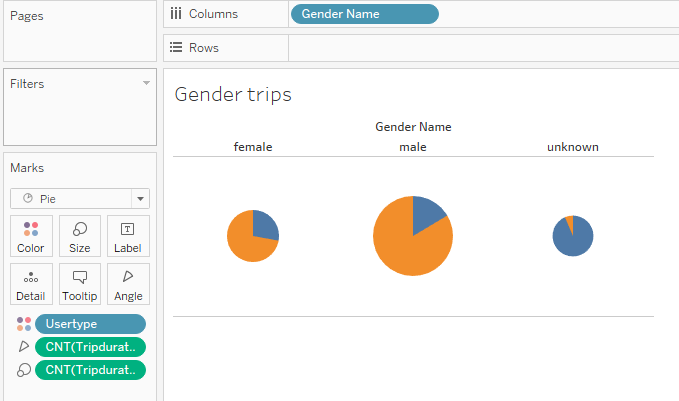 Pages
Columns
Gender Name
Rows
Filters
Gender trips
Gender Name
female
male
unknown
Marks
Pie
Color
Size
Label
Detail
Tooltip
Angle
Usertype
CNT(Tripdurat..
CNT(Tripdurat..